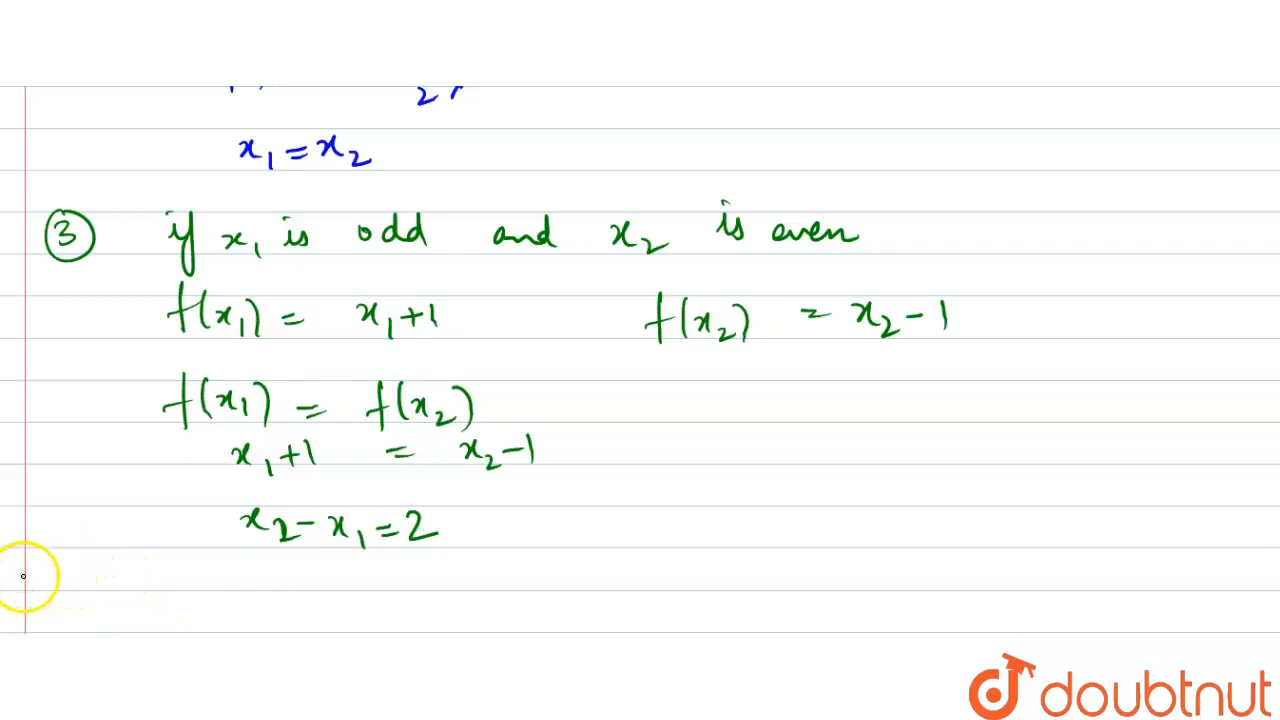 x₁ = x₂
③ if x₁ is odd and x₂ is even
f(x₁) = x₁+1 f(x₂) = x₂-1
f(x₁) = f(x₂)
x₁+1 = x₂-1
x₂-x₁=2
doubtnut